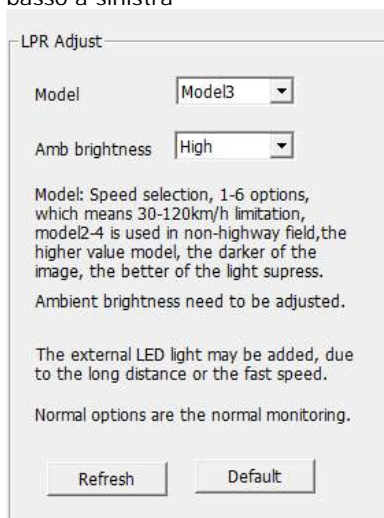 basso a sinistra
LPR Adjust
Model Model3
Amb brightness High
Model: Speed selection, 1-6 options,
which means 30-120km/h limitation,
model2-4 is used in non-highway field,the
higher value model, the darker of the
image, the better of the light supress.
Ambient brightness need to be adjusted.
The external LED light may be added, due
to the long distance or the fast speed.
Normal options are the normal monitoring.
Refresh Default